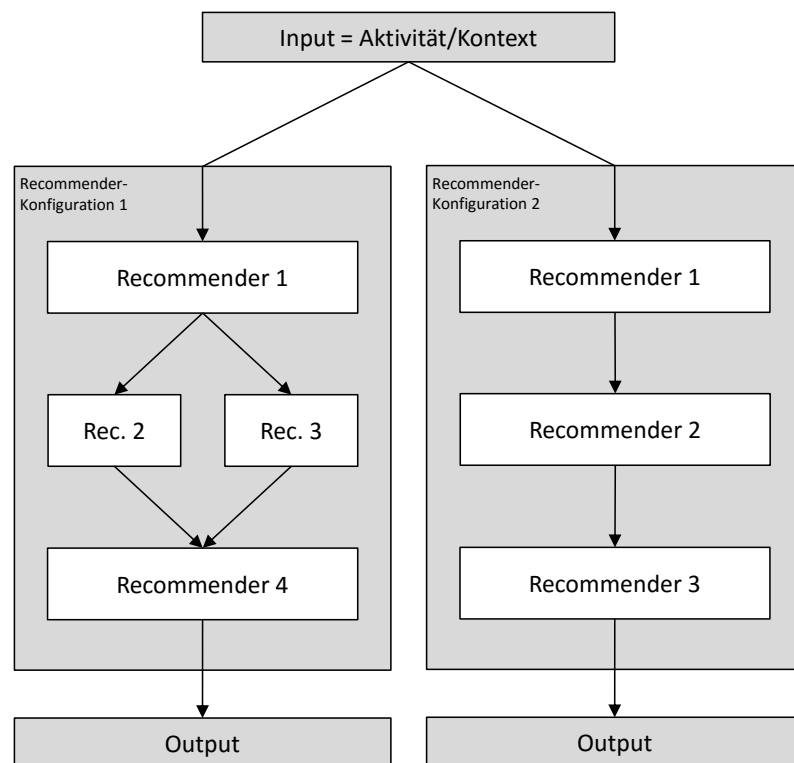 Input = Aktivität/Kontext
Recommender-
Konfiguration 1
Recommender 1
Rec. 2
Rec. 3
Recommender 4
Output
Recommender-
Konfiguration 2
Recommender 1
Recommender 2
Recommender 3
Output